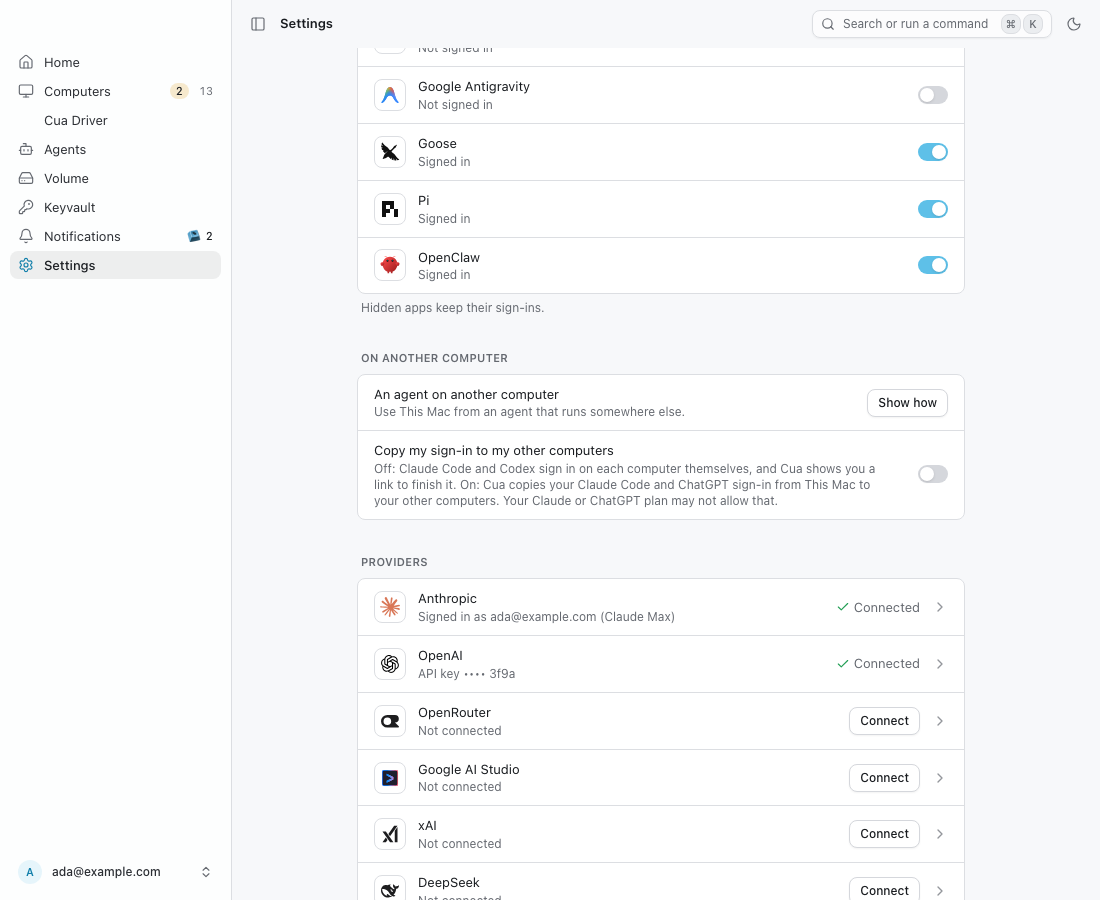 Settings
Search or run a command
⌘ K
Home
Computers 2 13
Cua Driver
Agents
Volume
Keyvault
Notifications 2
Settings
A ada@example.com
Not signed in
Google Antigravity
Not signed in
Goose
Signed in
Pi
Signed in
OpenClaw
Signed in
Hidden apps keep their sign-ins.
ON ANOTHER COMPUTER
An agent on another computer
Use This Mac from an agent that runs somewhere else.
Show how
Copy my sign-in to my other computers
Off: Claude Code and Codex sign in on each computer themselves, and Cua shows you a
link to finish it. On: Cua copies your Claude Code and ChatGPT sign-in from This Mac to
your other computers. Your Claude or ChatGPT plan may not allow that.
PROVIDERS
Anthropic
Signed in as ada@example.com (Claude Max)
Connected
OpenAI
API key •••• 3f9a
Connected
OpenRouter
Not connected
Connect
Google AI Studio
Not connected
Connect
xAI
Not connected
Connect
DeepSeek
Not connected
Connect